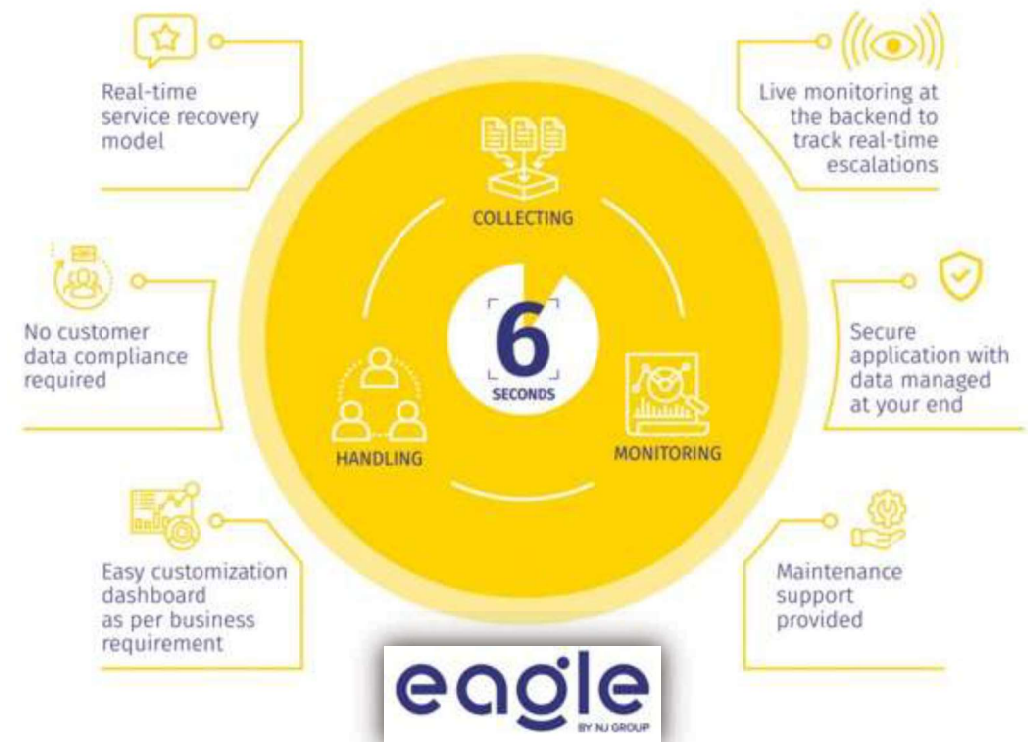 Real-time
service recovery
model
Live monitoring at
the backend to
track real-time
escalations
COLLECTING
No customer
data compliance
required
6
SECONDS
Secure
application with
data managed
at your end
HANDLING
MONITORING
Easy customization
dashboard
as per business
requirement
Maintenance
support
provided
eagle
BY NJ GROUP